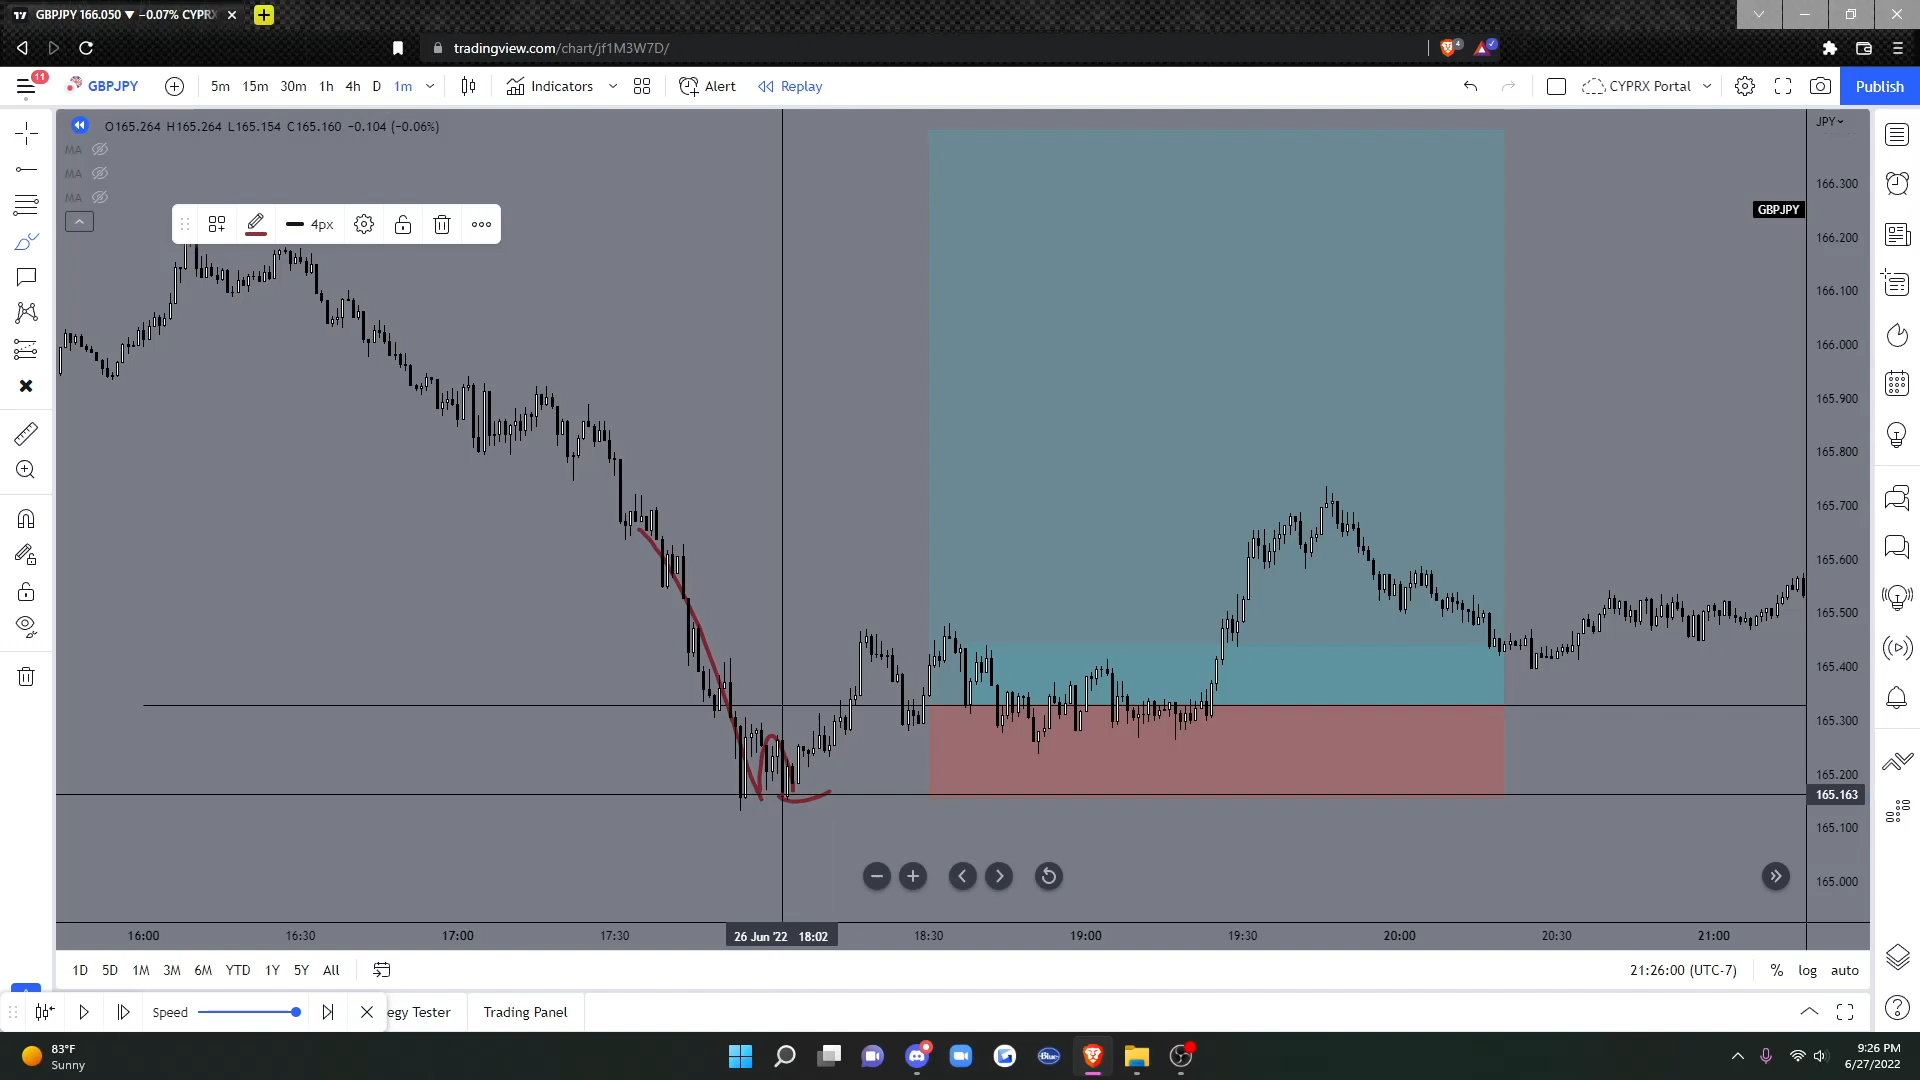 GBPJPY 166.050 ▼ −0.07% CYPRX
tradingview.com/chart/jf1M3W7D/
4
11
GBPJPY
5m 15m 30m 1h 4h D 1m
Indicators
Alert
Replay
CYPRX Portal
Publish
O165.264 H165.264 L165.154 C165.160 −0.104 (−0.06%)
JPY
MA
MA
MA
4px
166.300
GBPJPY
166.200
166.100
166.000
165.900
165.800
165.700
165.600
165.500
165.400
165.300
165.200
165.163
165.100
165.000
16:00 16:30 17:00 17:30 26 Jun '22 18:02 18:30 19:00 19:30 20:00 20:30 21:00
1D 5D 1M 3M 6M YTD 1Y 5Y All
21:26:00 (UTC-7) % log auto
Speed
egy Tester
Trading Panel
83°F
Sunny
Blue
9:26 PM
6/27/2022